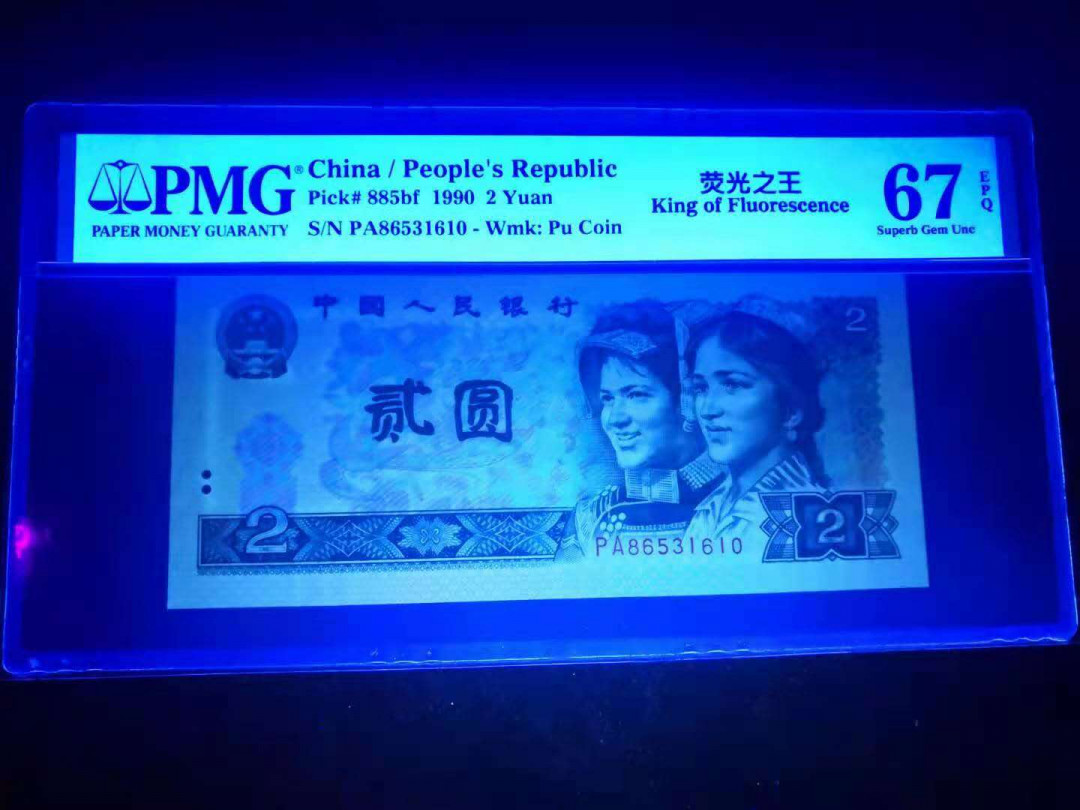 PMG®
PAPER MONEY GUARANTY
China / People's Republic
Pick# 885bf 1990 2 Yuan
S/N PA86531610 - Wmk: Pu Coin
荧光之王
King of Fluorescence
67
EPQ
Superb Gem Unc
中國人民银行
2
贰圆
2
PA86531610
2